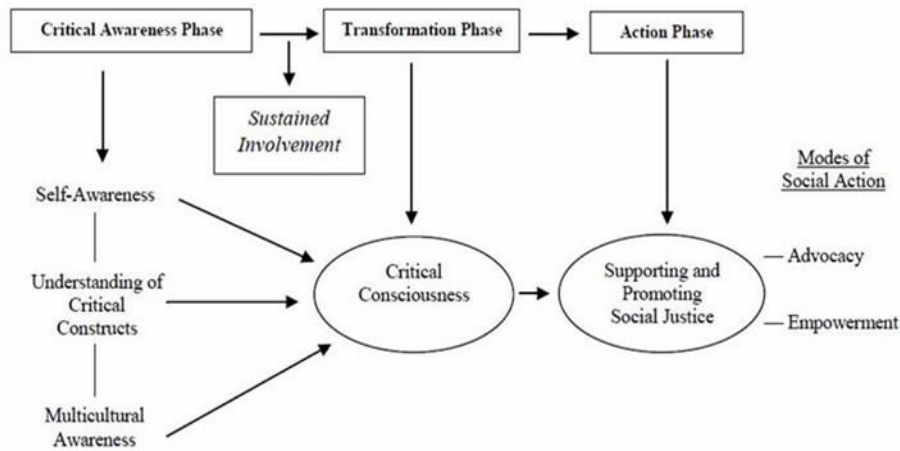 Critical Awareness Phase
Transformation Phase
Action Phase
Sustained
Involvement
Modes of
Social Action
Self-Awareness
Understanding of
Critical
Constructs
Multicultural
Awareness
Critical
Consciousness
Supporting and
Promoting
Social Justice
Advocacy
Empowerment